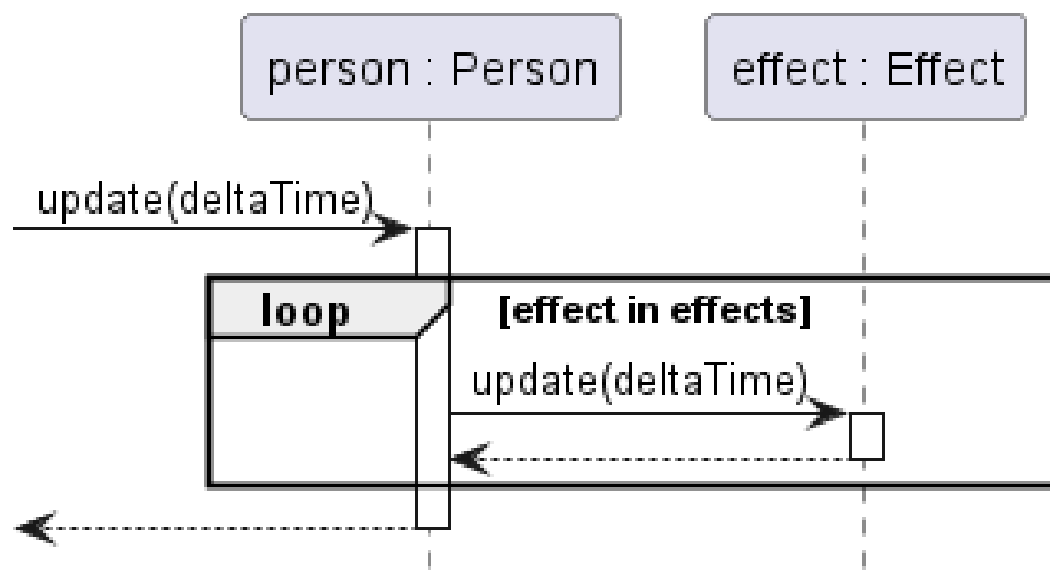 person : Person
effect : Effect
update(deltaTime)
loop
[effect in effects]
update(deltaTime)